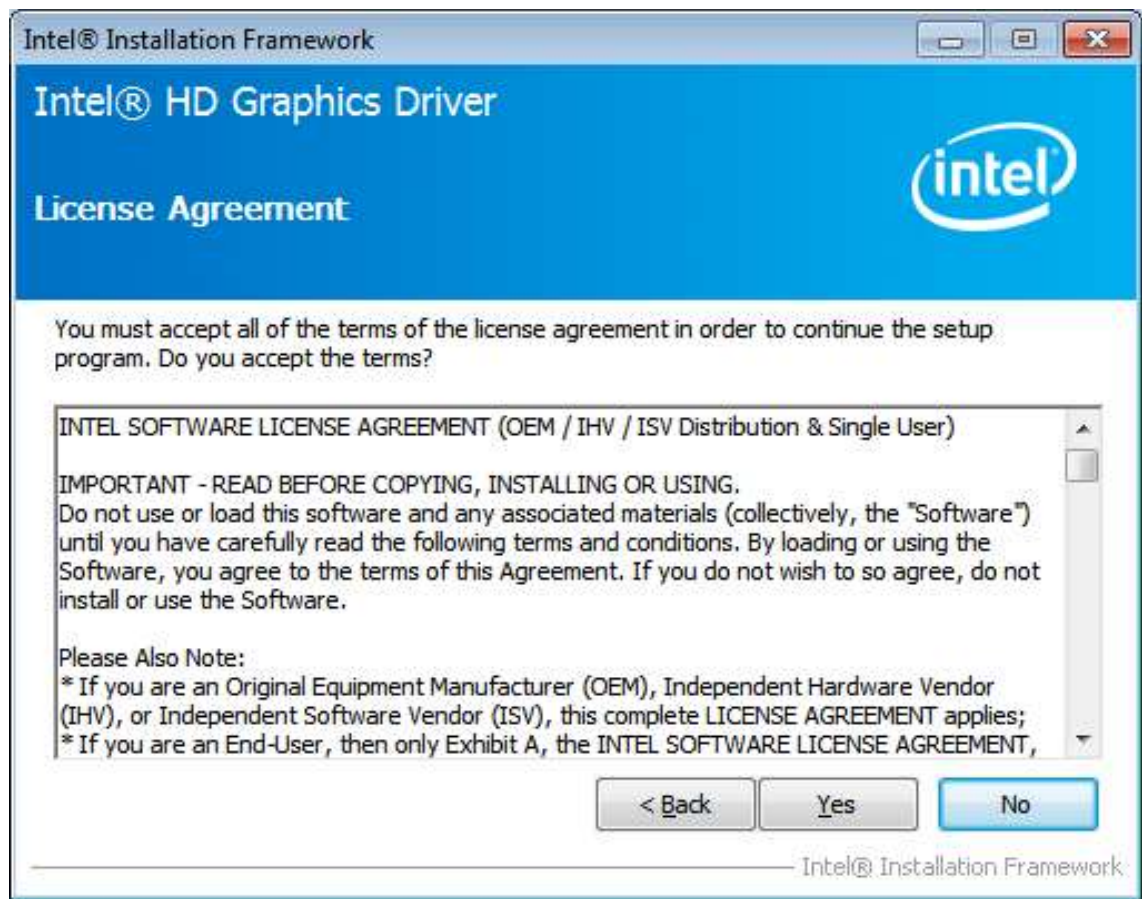 Intel® Installation Framework
Intel® HD Graphics Driver
intel
License Agreement
You must accept all of the terms of the license agreement in order to continue the setup
program. Do you accept the terms?
INTEL SOFTWARE LICENSE AGREEMENT (OEM / IHV / ISV Distribution & Single User)
IMPORTANT - READ BEFORE COPYING, INSTALLING OR USING.
Do not use or load this software and any associated materials (collectively, the "Software")
until you have carefully read the following terms and conditions. By loading or using the
Software, you agree to the terms of this Agreement. If you do not wish to so agree, do not
install or use the Software.
Please Also Note:
* If you are an Original Equipment Manufacturer (OEM), Independent Hardware Vendor
(IHV), or Independent Software Vendor (ISV), this complete LICENSE AGREEMENT applies;
* If you are an End-User, then only Exhibit A, the INTEL SOFTWARE LICENSE AGREEMENT,
< Back
Yes
No
Intel® Installation Framework